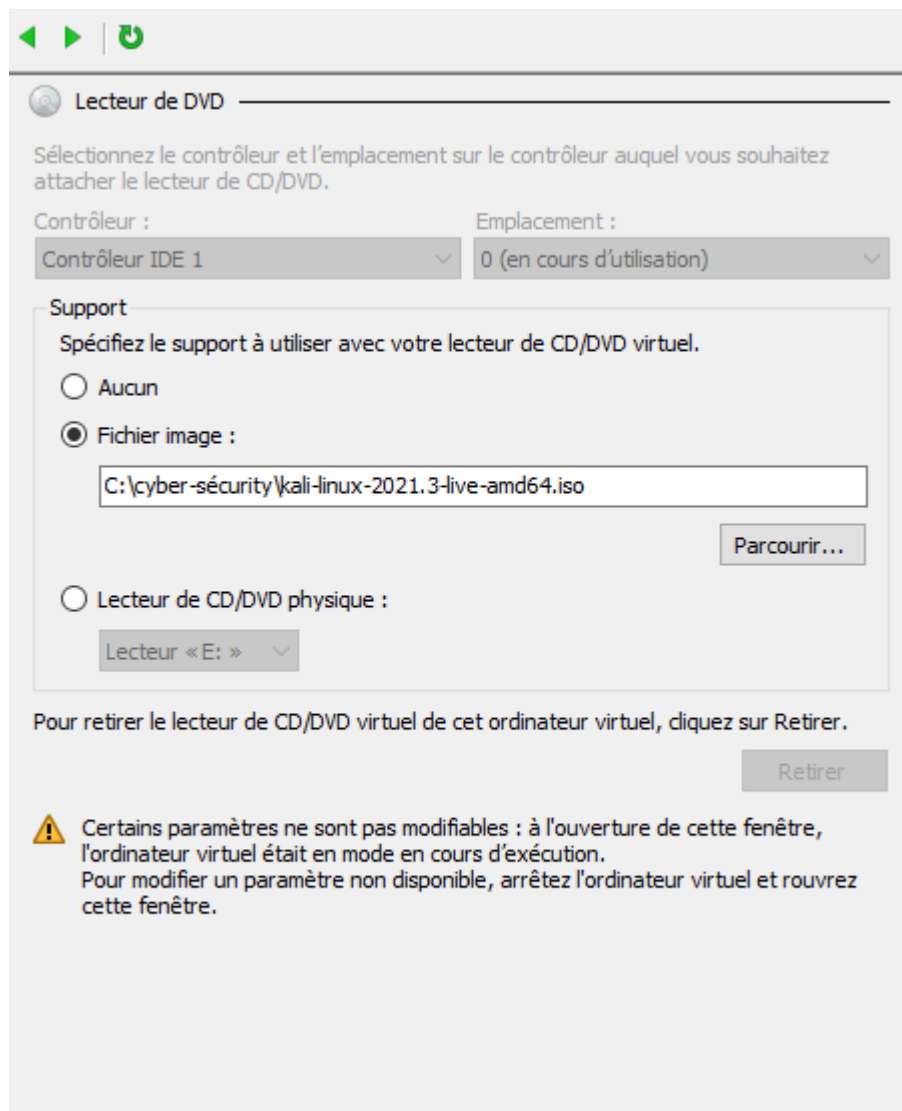 Lecteur de DVD
Sélectionnez le contrôleur et l’emplacement sur le contrôleur auquel vous souhaitez
attacher le lecteur de CD/DVD.
Contrôleur :
Emplacement :
Contrôleur IDE 1
0 (en cours d’utilisation)
Support
Spécifiez le support à utiliser avec votre lecteur de CD/DVD virtuel.
Aucun
Fichier image :
C:\cyber-sécurity\kali-linux-2021.3-live-amd64.iso
Parcourir...
Lecteur de CD/DVD physique :
Lecteur « E: »
Pour retirer le lecteur de CD/DVD virtuel de cet ordinateur virtuel, cliquez sur Retirer.
Retirer
Certains paramètres ne sont pas modifiables : à l'ouverture de cette fenêtre,
l'ordinateur virtuel était en mode en cours d’exécution.
Pour modifier un paramètre non disponible, arrêtez l'ordinateur virtuel et rouvrez
cette fenêtre.